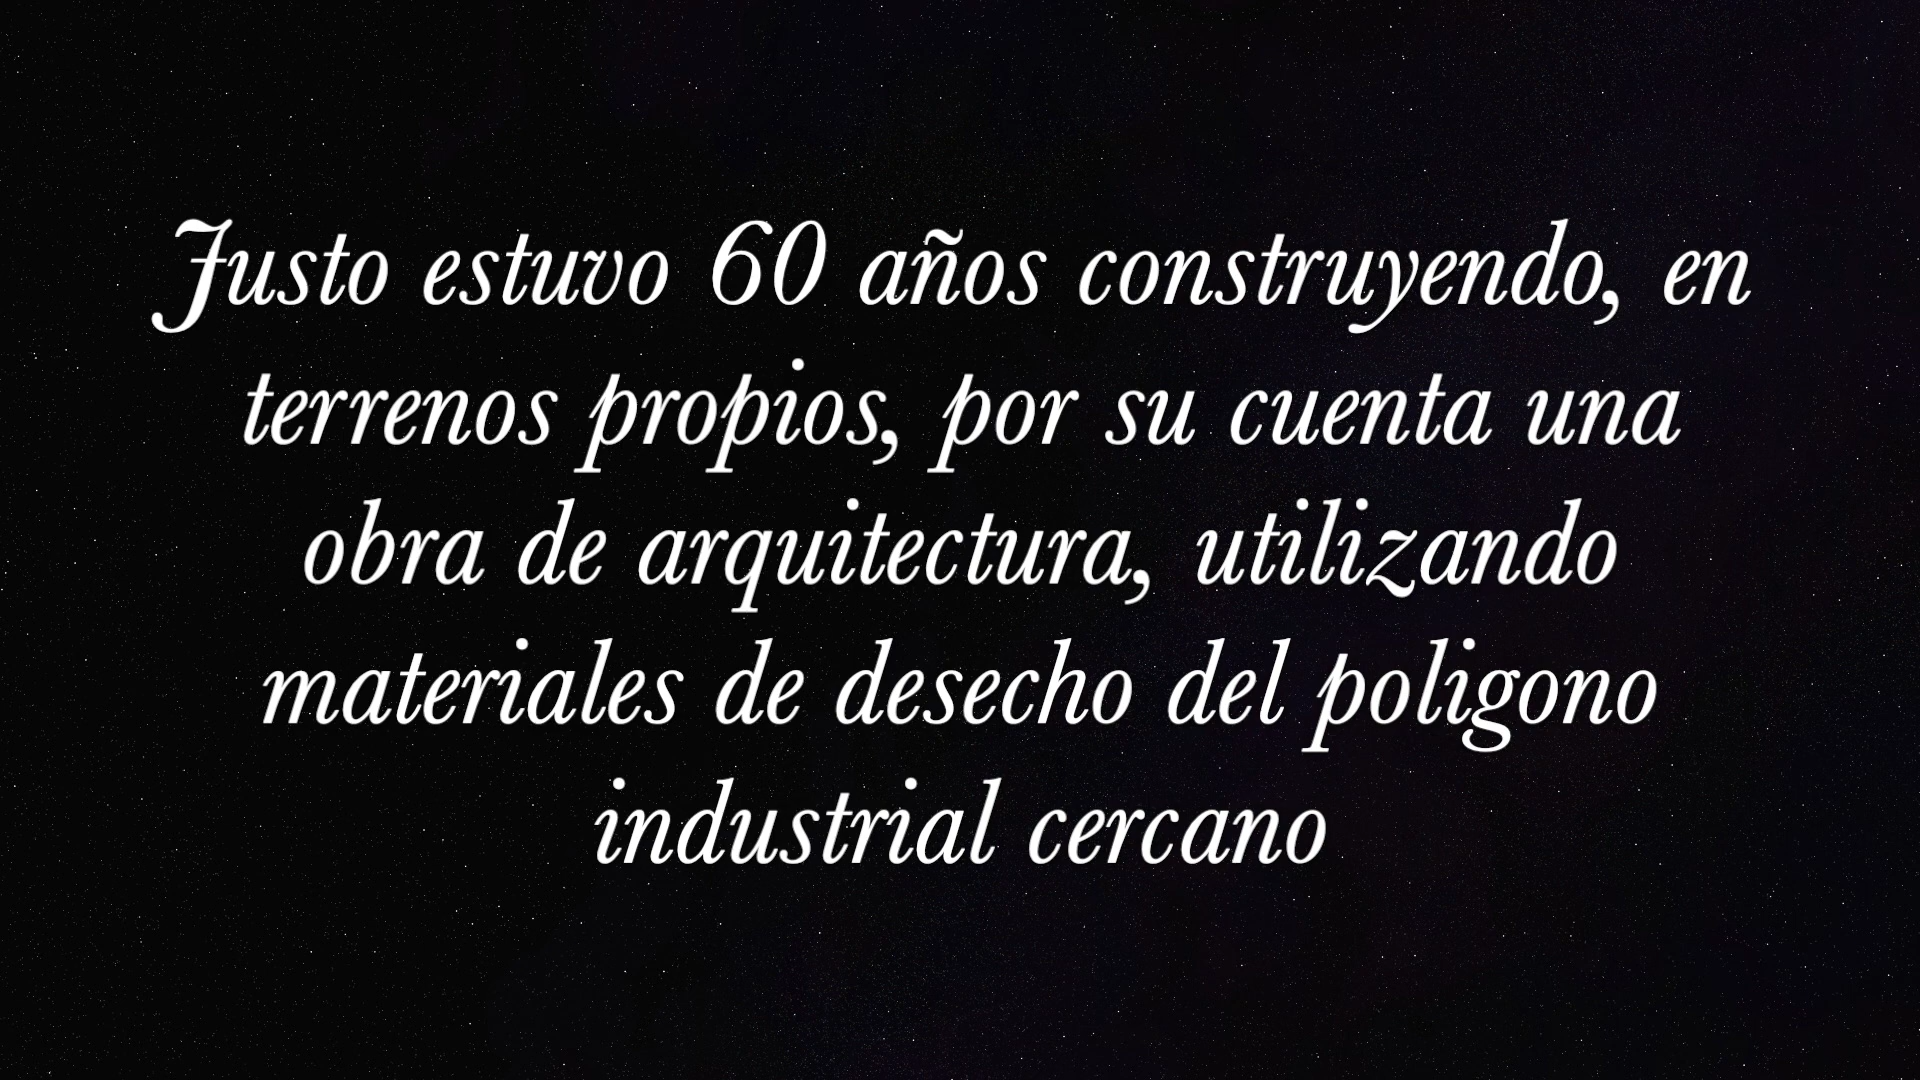 Justo estuvo 60 años construyendo, en
terrenos propios, por su cuenta una
obra de arquitectura, utilizando
materiales de desecho del poligono
industrial cercano